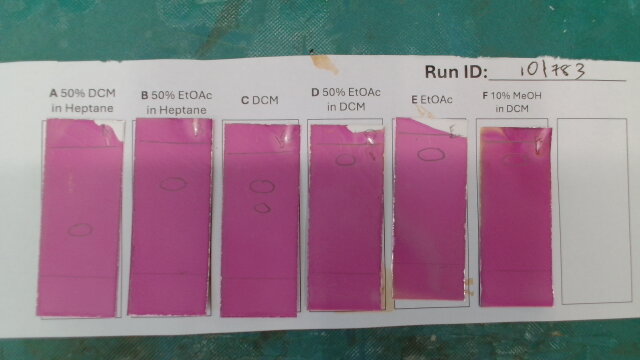 Run ID: 101783
A 50% DCM
in Heptane
B 50% EtOAc
in Heptane
C DCM
D 50% EtOAc
in DCM
E EtOAc
F 10% MeOH
in DCM